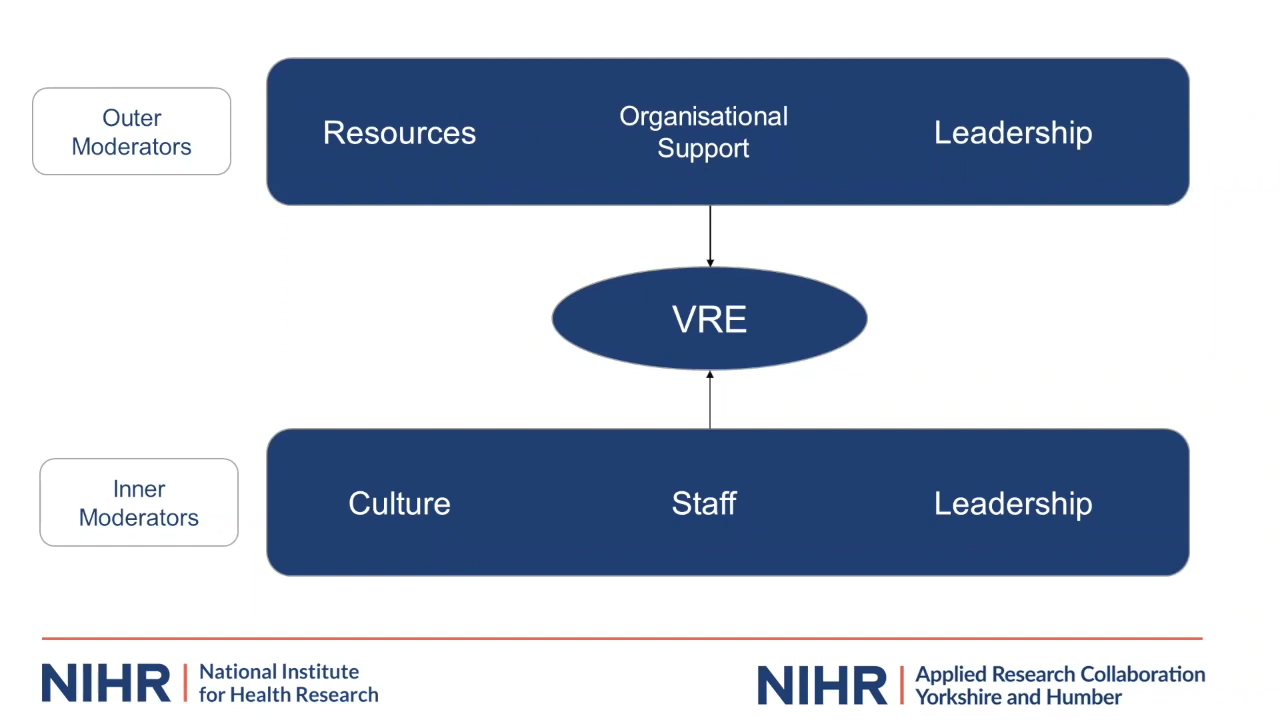 Outer
Moderators
Resources
Organisational
Support
Leadership
VRE
Inner
Moderators
Culture
Staff
Leadership
NIHR
National Institute
for Health Research
NIHR
Applied Research Collaboration
Yorkshire and Humber